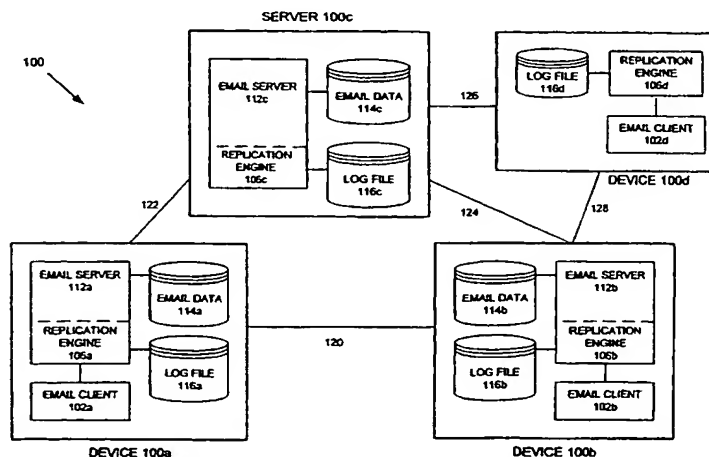 SERVER 100c
100
EMAIL SERVER
112c
EMAIL DATA
114c
REPLICATION
ENGINE
106c
LOG FILE
116c
126
LOG FILE
116d
REPLICATION
ENGINE
106d
EMAIL CLIENT
102d
DEVICE 100d
122
124
128
EMAIL SERVER
112a
EMAIL DATA
114a
REPLICATION
ENGINE
106a
LOG FILE
116a
EMAIL CLIENT
102a
DEVICE 100a
120
EMAIL DATA
114b
EMAIL SERVER
112b
REPLICATION
ENGINE
106b
LOG FILE
116b
EMAIL CLIENT
102b
DEVICE 100b